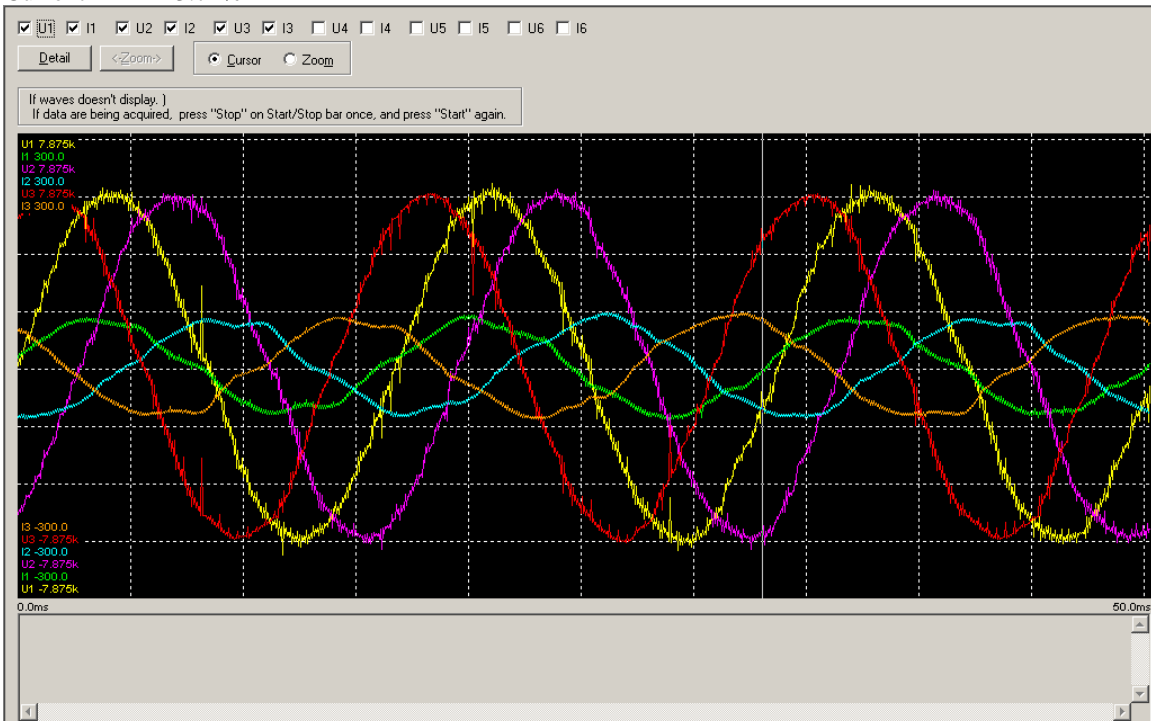 U1 I1 U2 I2 U3 I3 U4 I4 U5 I5 U6 I6
Detail <-Zoom-> Cursor Zoom
If waves doesn't display. )
If data are being acquired, press "Stop" on Start/Stop bar once, and press "Start" again.
U1 7.875k
I1 300.0
U2 7.875k
I2 300.0
U3 7.875k
I3 300.0
I3 -300.0
U3 -7.875k
I2 -300.0
U2 -7.875k
I1 -300.0
U1 -7.875k
0.0ms 50.0ms